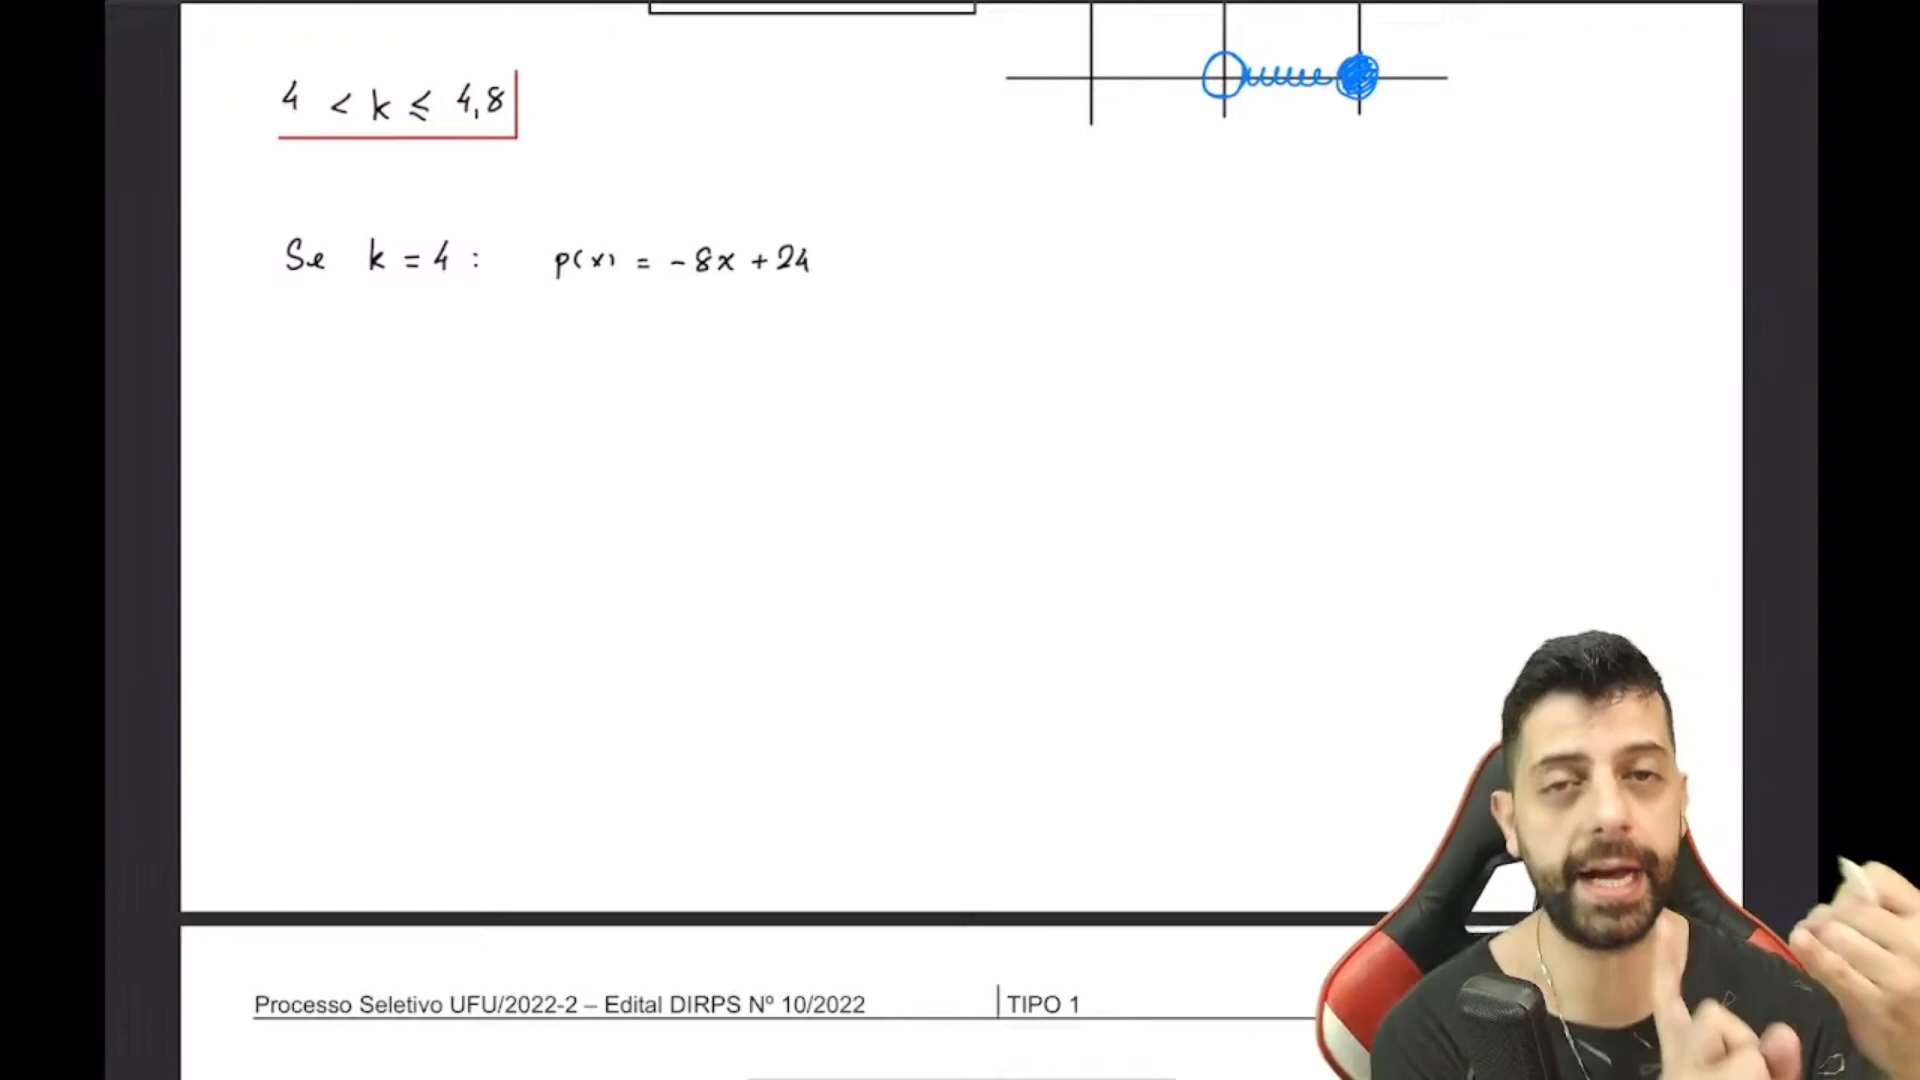 4 < k ≤ 4,8
Se k = 4 : p(x) = -8x + 24
Processo Seletivo UFU/2022-2 – Edital DIRPS Nº 10/2022 TIPO 1